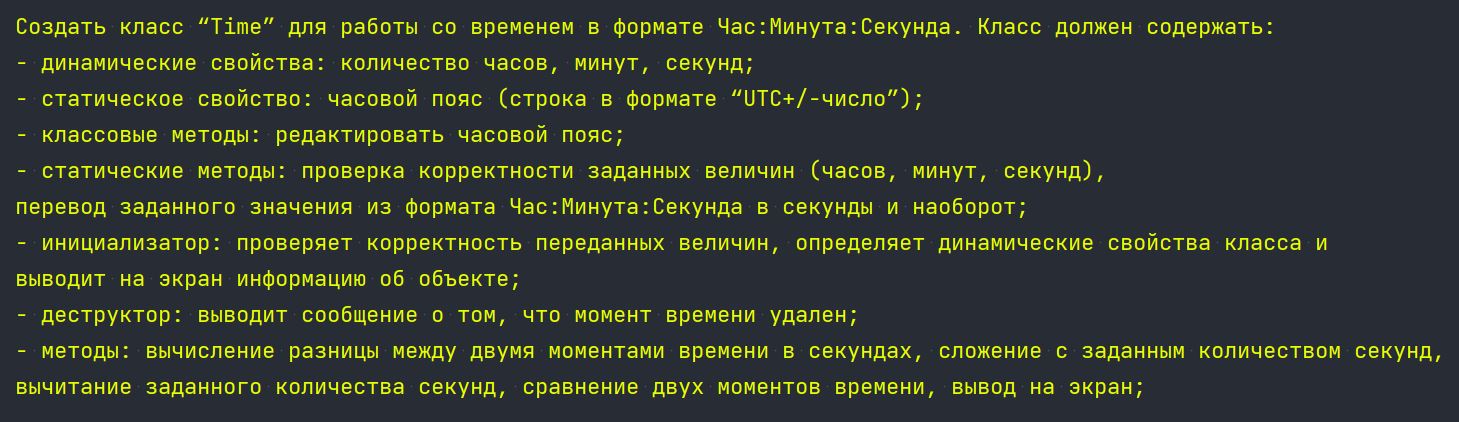 Создать класс “Time” для работы со временем в формате Час:Минута:Секунда. Класс должен содержать:
- динамические свойства: количество часов, минут, секунд;
- статическое свойство: часовой пояс (строка в формате “UTC+/-число”);
- классовые методы: редактировать часовой пояс;
- статические методы: проверка корректности заданных величин (часов, минут, секунд),
перевод заданного значения из формата Час:Минута:Секунда в секунды и наоборот;
- инициализатор: проверяет корректность переданных величин, определяет динамические свойства класса и
выводит на экран информацию об объекте;
- деструктор: выводит сообщение о том, что момент времени удален;
- методы: вычисление разницы между двумя моментами времени в секундах, сложение с заданным количеством секунд,
вычитание заданного количества секунд, сравнение двух моментов времени, вывод на экран;